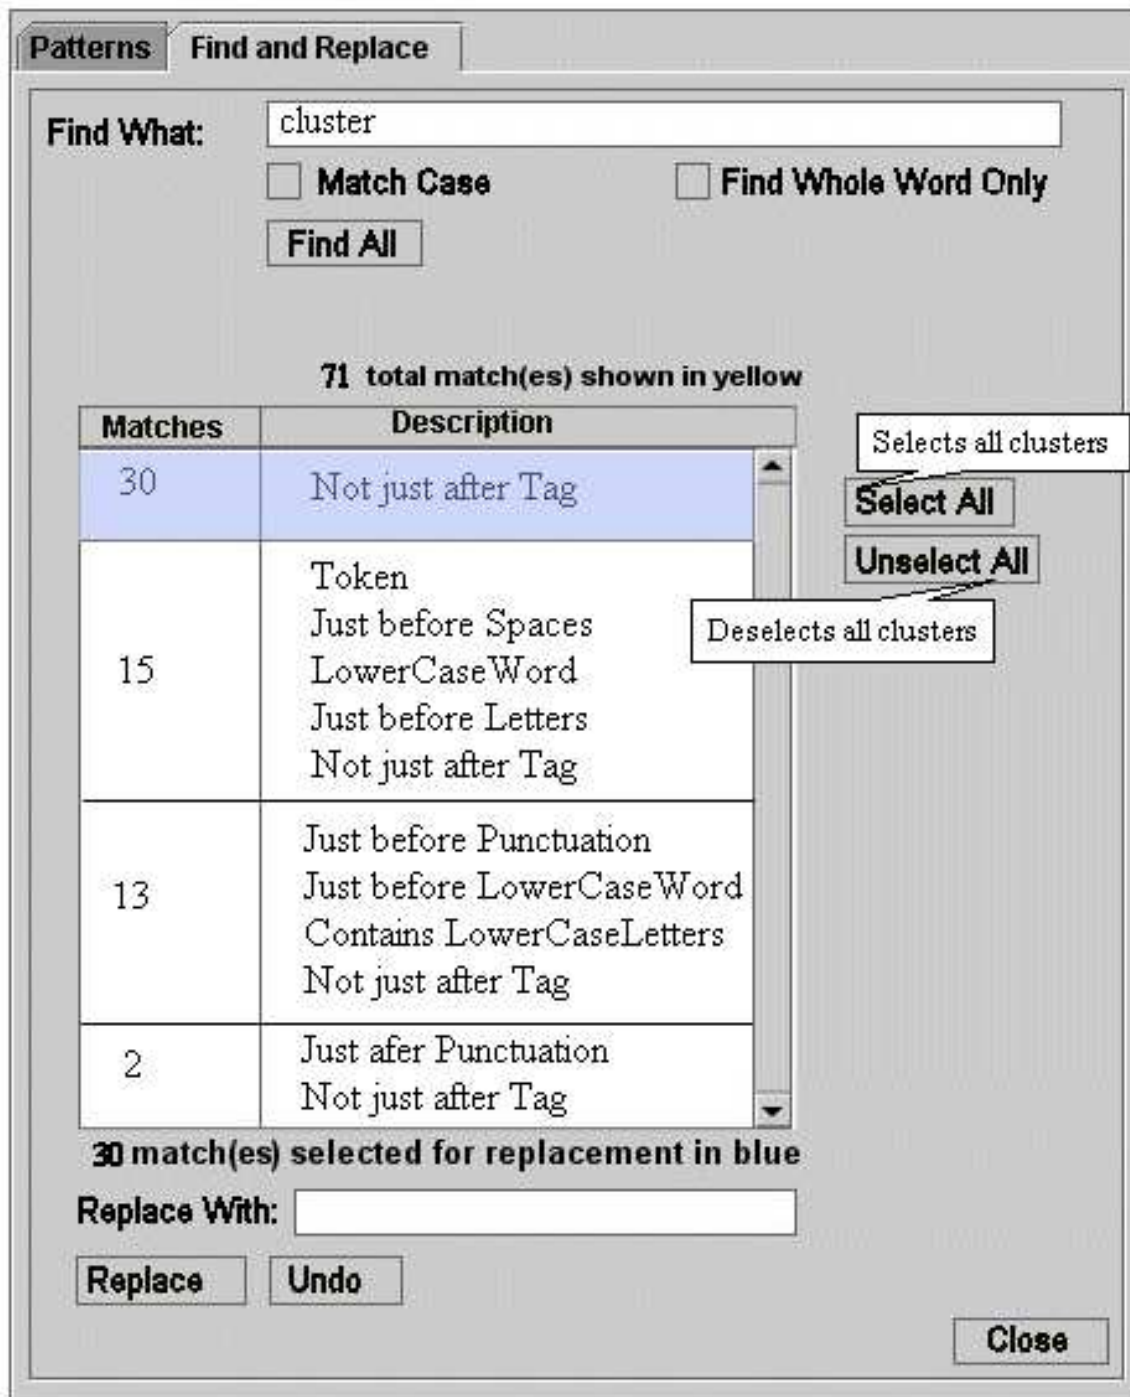 Patterns Find and Replace
Find What: cluster
Match Case Find Whole Word Only
Find All
71 total match(es) shown in yellow
Matches Description
Selects all clusters
30 Not just after Tag
Select All
Unselect All
15
Token
Just before Spaces
LowerCaseWord
Just before Letters
Not just after Tag
Deselects all clusters
13
Just before Punctuation
Just before LowerCaseWord
Contains LowerCaseLetters
Not just after Tag
2
Just afer Punctuation
Not just after Tag
30 match(es) selected for replacement in blue
Replace With:
Replace Undo
Close